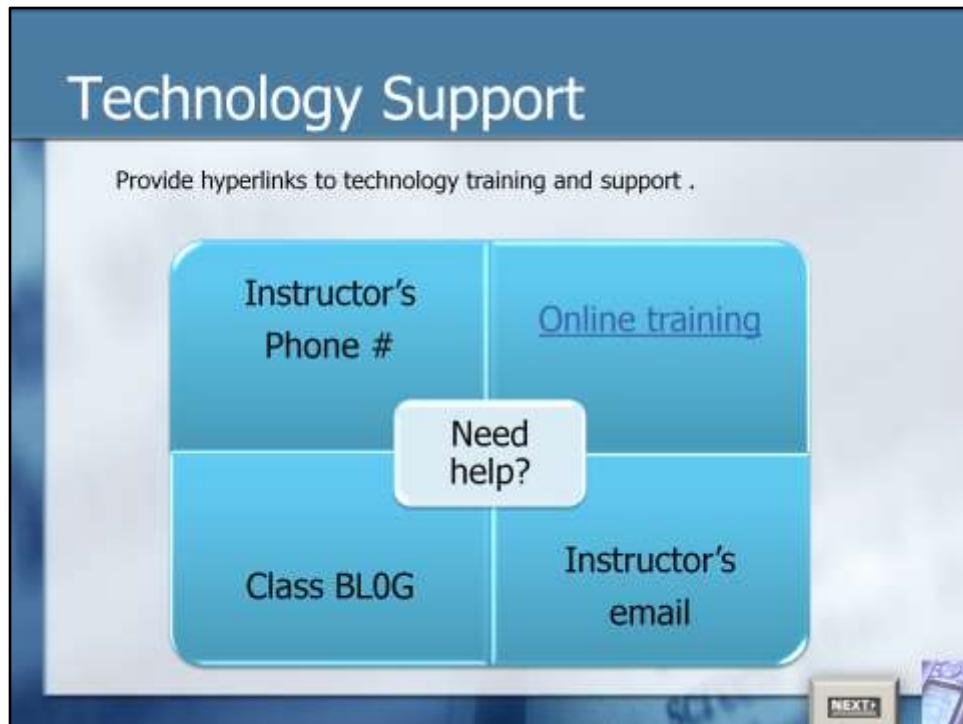 Technology Support
Provide hyperlinks to technology training and support .
Instructor's
Phone #
Online training
Need
help?
Class BL0G
Instructor's
email
NEXT